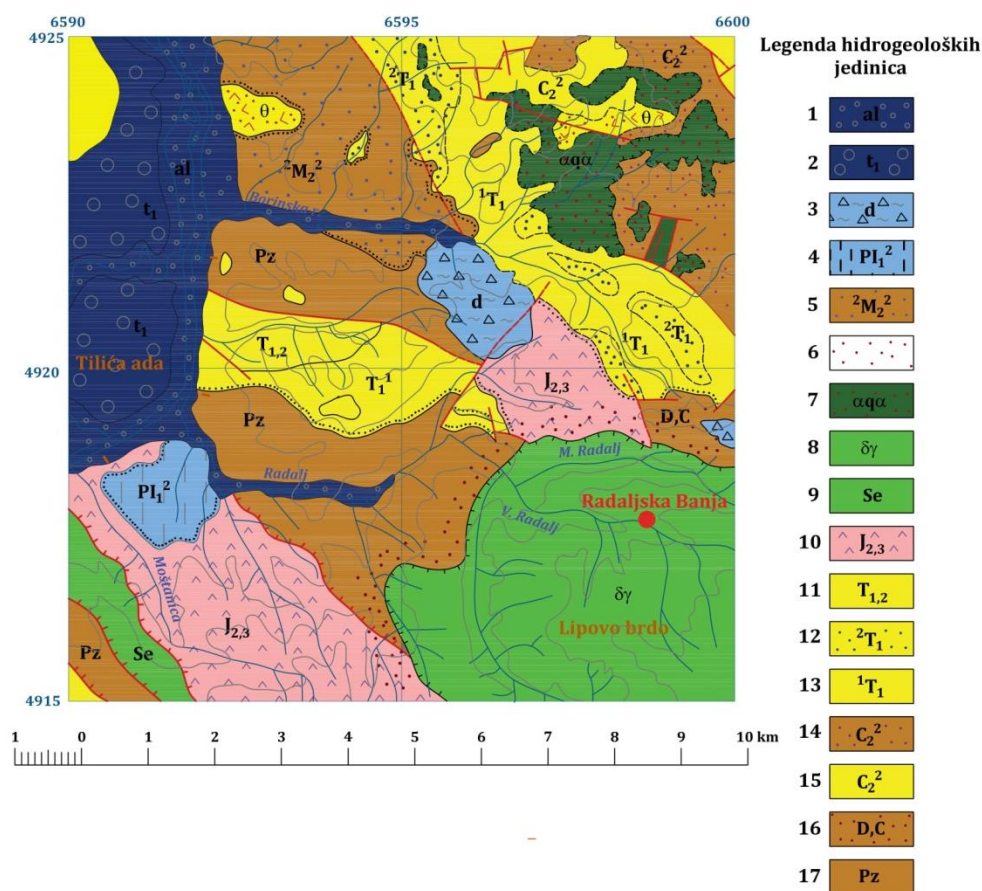 6590 6595 6600
4925
Legenda hidrogeoloških
jedinica
²T₁
C₂²
C₂²
θ
θ
al
²M₂²
αqα
¹T₁
t₁
Pz
d
t₁
T₁,₂
¹T₁
²T₁
4920
Tilića ada
T₁¹
J₂,₃
Pz
D,C
M. Radalj
Radalj
PI₁²
Radaljska Banja
V. Radalj
Moštanica
δγ
J₂,₃
Lipovo brdo
Se
Pz
4915
1 0 1 2 3 4 5 6 7 8 9 10 km
1 al
2 t₁
3 d
4 PI₁²
5 ²M₂²
6
7 αqα
8 δγ
9 Se
10 J₂,₃
11 T₁,₂
12 ²T₁
13 ¹T₁
14 C₂²
15 C₂²
16 D,C
17 Pz